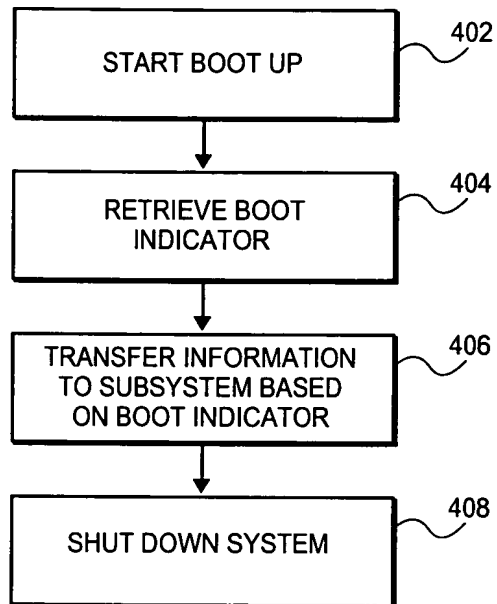 402
START BOOT UP
404
RETRIEVE BOOT
INDICATOR
406
TRANSFER INFORMATION
TO SUBSYSTEM BASED
ON BOOT INDICATOR
408
SHUT DOWN SYSTEM